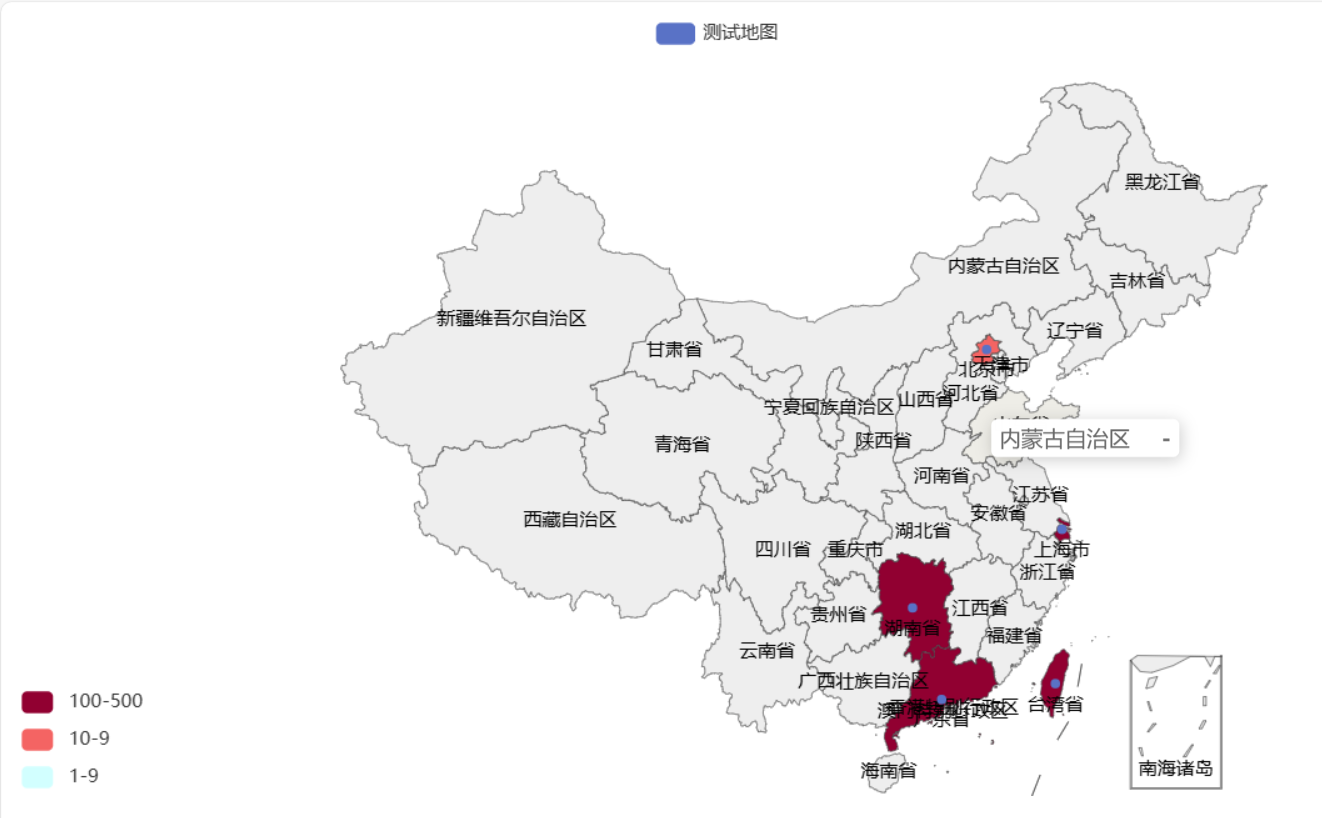 测试地图
黑龙江省
内蒙古自治区
吉林省
新疆维吾尔自治区
辽宁省
甘肃省
天津市
北京市
河北省
山西省
宁夏回族自治区
陕西省
青海省
内蒙古自治区 -
河南省
江苏省
安徽省
西藏自治区
湖北省
四川省
重庆市
上海市
浙江省
江西省
贵州省
湖南省
福建省
云南省
广西壮族自治区
台湾省
海南省
南海诸岛
100-500
10-9
1-9